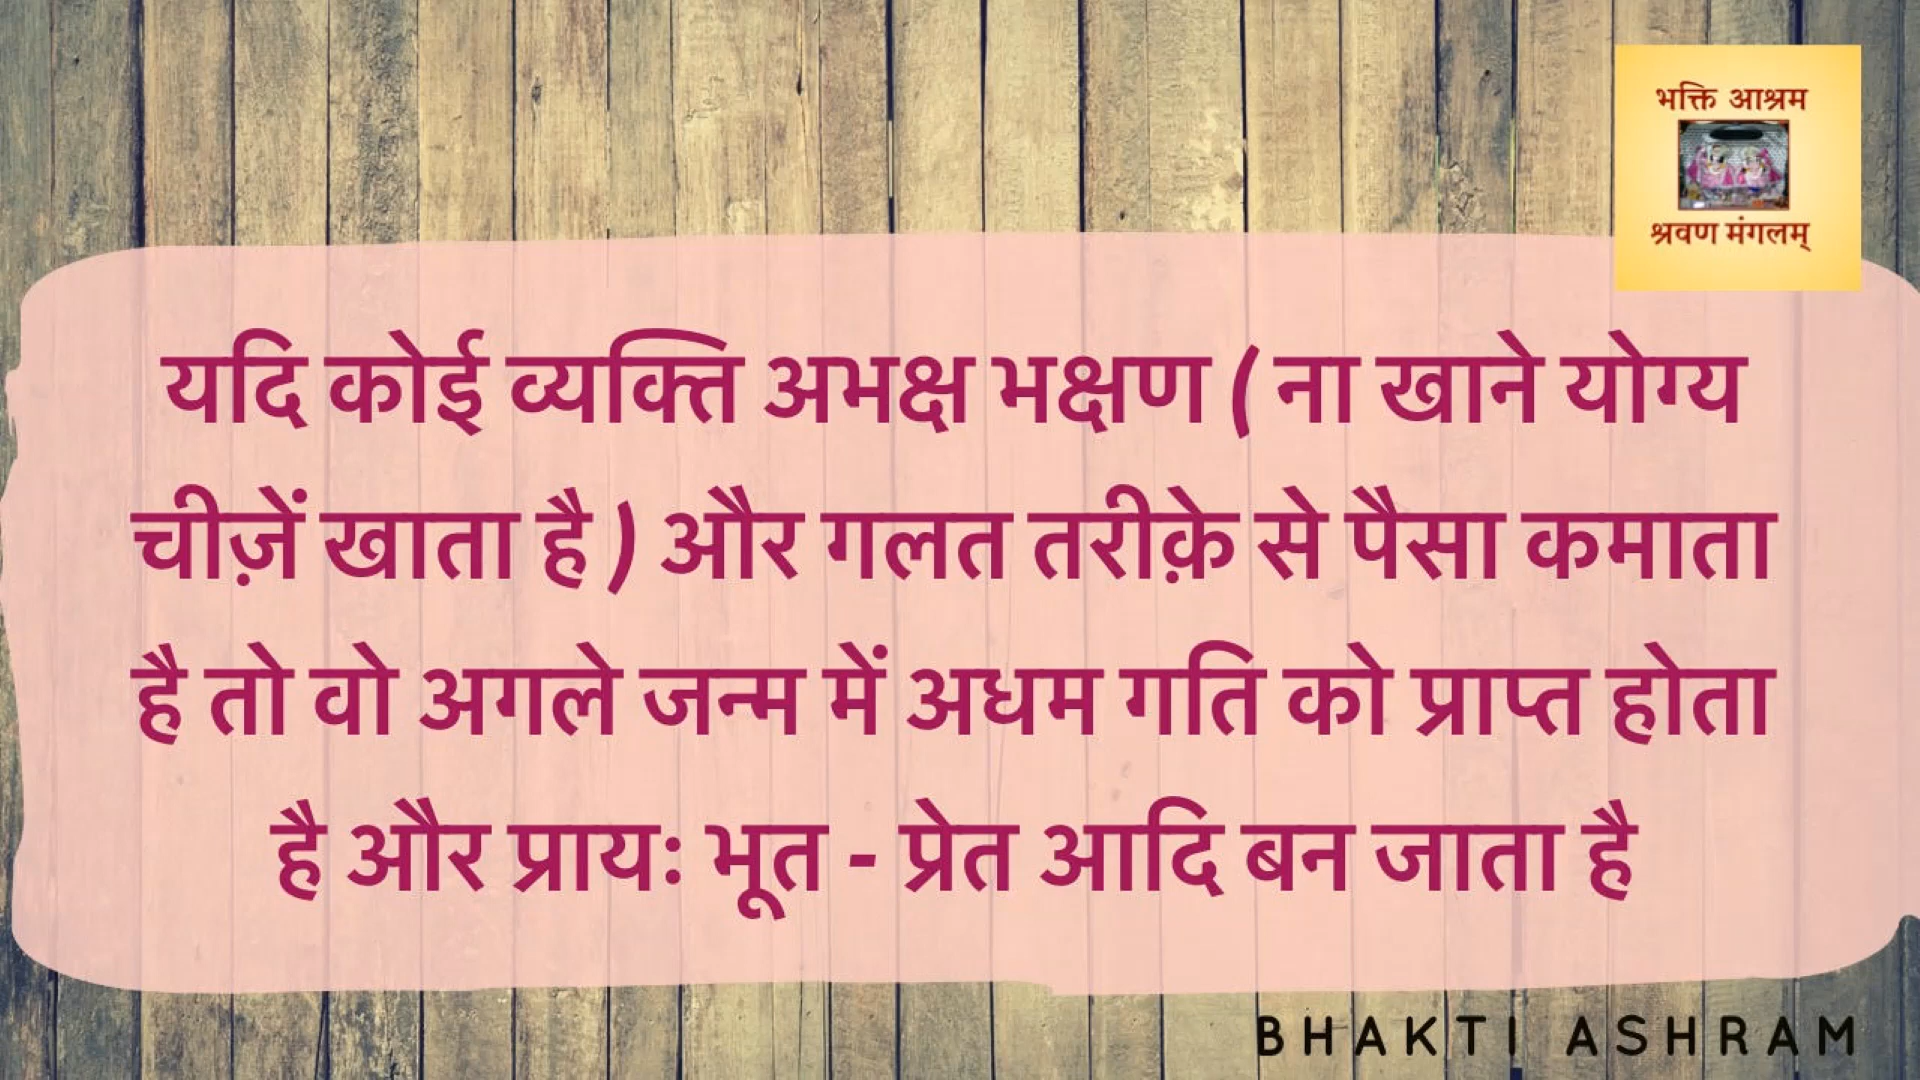 भक्ति आश्रम
श्रवण मंगलम्
यदि कोई व्यक्ति अभक्ष भक्षण ( ना खाने योग्य
चीज़ें खाता है ) और गलत तरीक़े से पैसा कमाता
है तो वो अगले जन्म में अधम गति को प्राप्त होता
है और प्रायः भूत - प्रेत आदि बन जाता है
BHAKTI ASHRAM